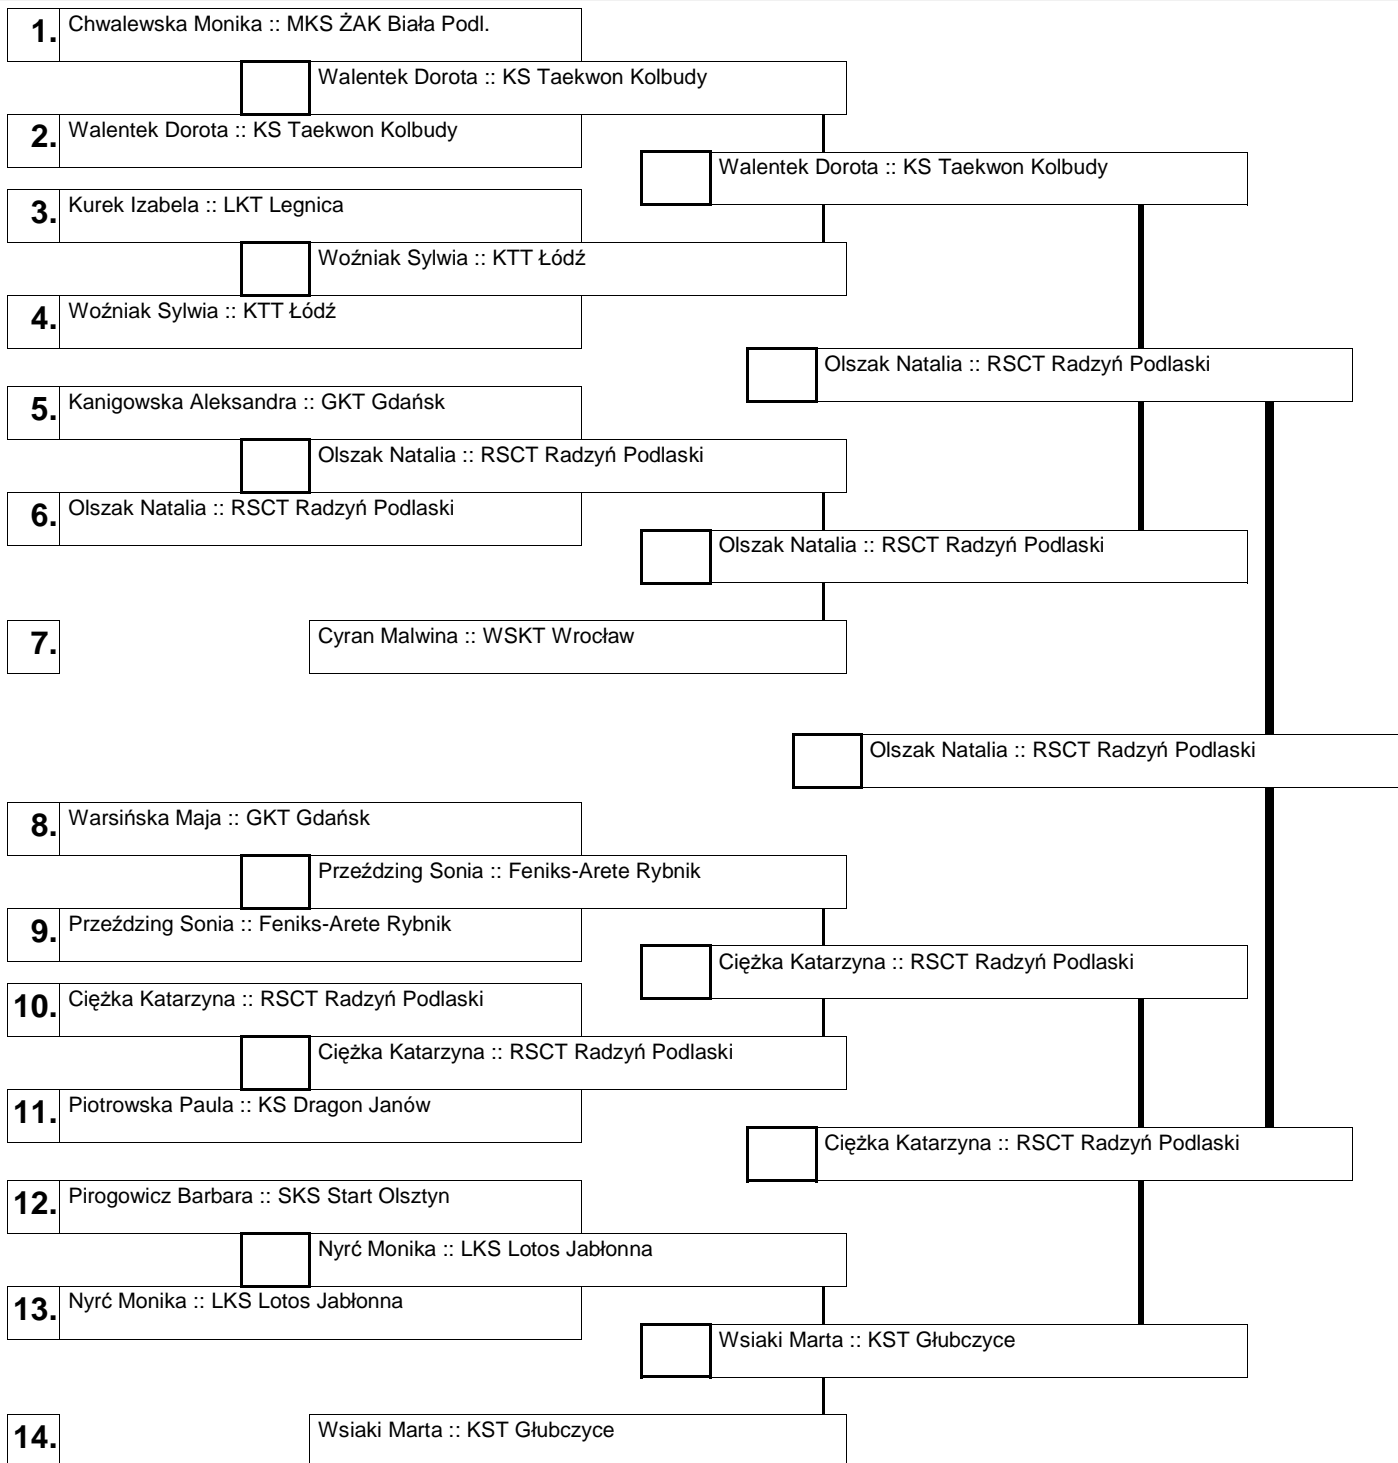 1. Chwalewska Monika :: MKS ŻAK Biała Podl.
Walentek Dorota :: KS Taekwon Kolbudy
2. Walentek Dorota :: KS Taekwon Kolbudy
Walentek Dorota :: KS Taekwon Kolbudy
3. Kurek Izabela :: LKT Legnica
Woźniak Sylwia :: KTT Łódź
4. Woźniak Sylwia :: KTT Łódź
Olszak Natalia :: RSCT Radzyń Podlaski
5. Kanigowska Aleksandra :: GKT Gdańsk
Olszak Natalia :: RSCT Radzyń Podlaski
6. Olszak Natalia :: RSCT Radzyń Podlaski
Olszak Natalia :: RSCT Radzyń Podlaski
7. Cyran Malwina :: WSKT Wrocław
Olszak Natalia :: RSCT Radzyń Podlaski
8. Warsińska Maja :: GKT Gdańsk
Przeździng Sonia :: Feniks-Arete Rybnik
9. Przeździng Sonia :: Feniks-Arete Rybnik
Ciężka Katarzyna :: RSCT Radzyń Podlaski
10. Ciężka Katarzyna :: RSCT Radzyń Podlaski
Ciężka Katarzyna :: RSCT Radzyń Podlaski
11. Piotrowska Paula :: KS Dragon Janów
Ciężka Katarzyna :: RSCT Radzyń Podlaski
12. Pirogowicz Barbara :: SKS Start Olsztyn
Nyrć Monika :: LKS Lotos Jabłonna
13. Nyrć Monika :: LKS Lotos Jabłonna
Wsiaki Marta :: KST Głubczyce
14. Wsiaki Marta :: KST Głubczyce